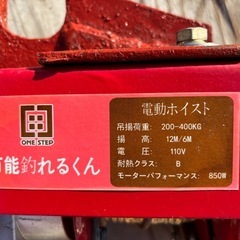 ONE STEP
能釣れるくん
電動ホイスト
吊揚荷重: 200-400KG
揚 高: 12M/6M
電 圧: 110V
耐熱クラス: B
モーターパフォーマンス: 850W